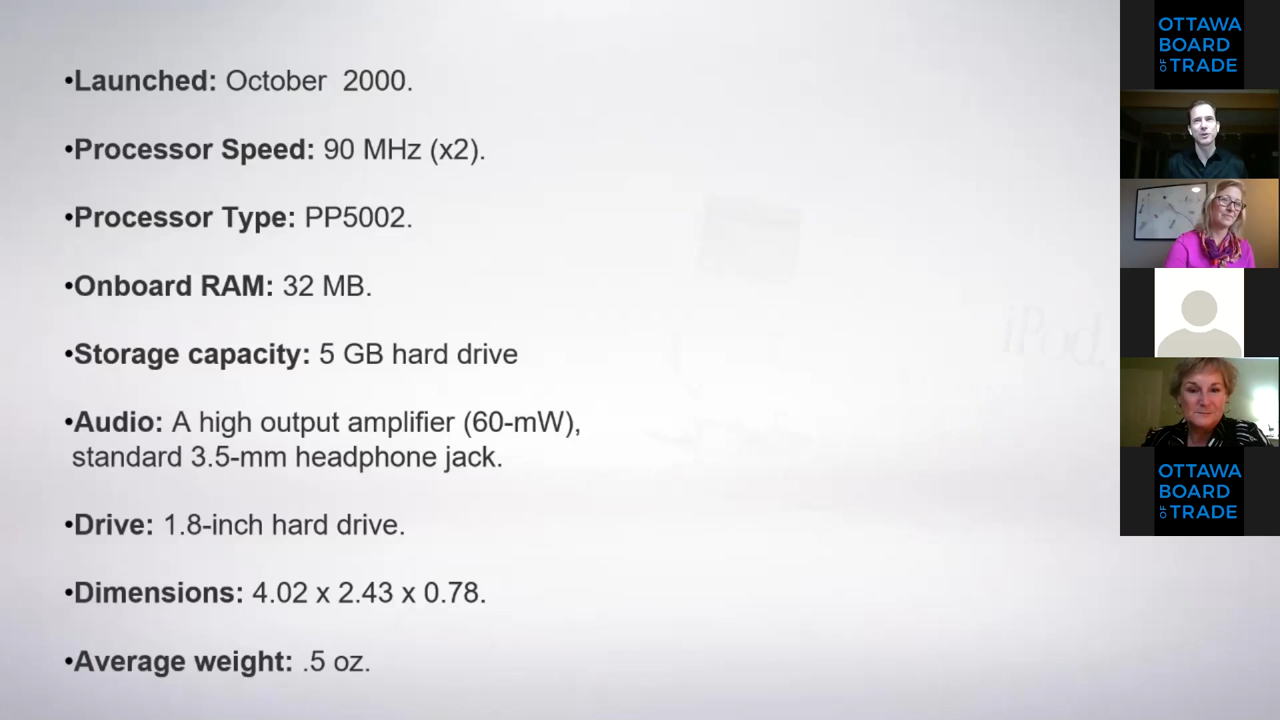 •Launched: October  2000.
•Processor Speed: 90 MHz (x2).
•Processor Type: PP5002.
•Onboard RAM: 32 MB.
•Storage capacity: 5 GB hard drive
•Audio: A high output amplifier (60-mW),
standard 3.5-mm headphone jack.
•Drive: 1.8-inch hard drive.
•Dimensions: 4.02 x 2.43 x 0.78.
•Average weight: .5 oz.
iPod.
OTTAWA
BOARD
OF TRADE
OTTAWA
BOARD
OF TRADE